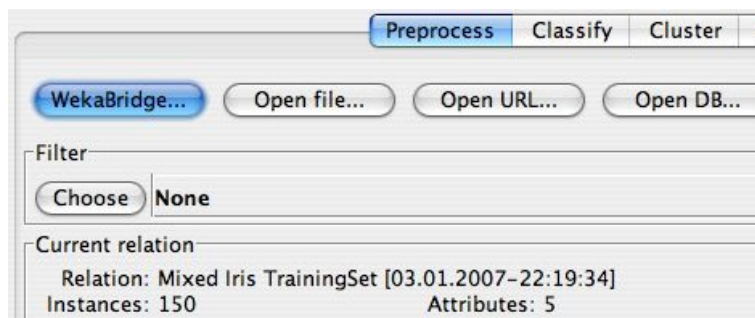 Preprocess Classify Cluster
WekaBridge... Open file... Open URL... Open DB...
Filter
Choose None
Current relation
Relation: Mixed Iris TrainingSet [03.01.2007-22:19:34]
Instances: 150 Attributes: 5